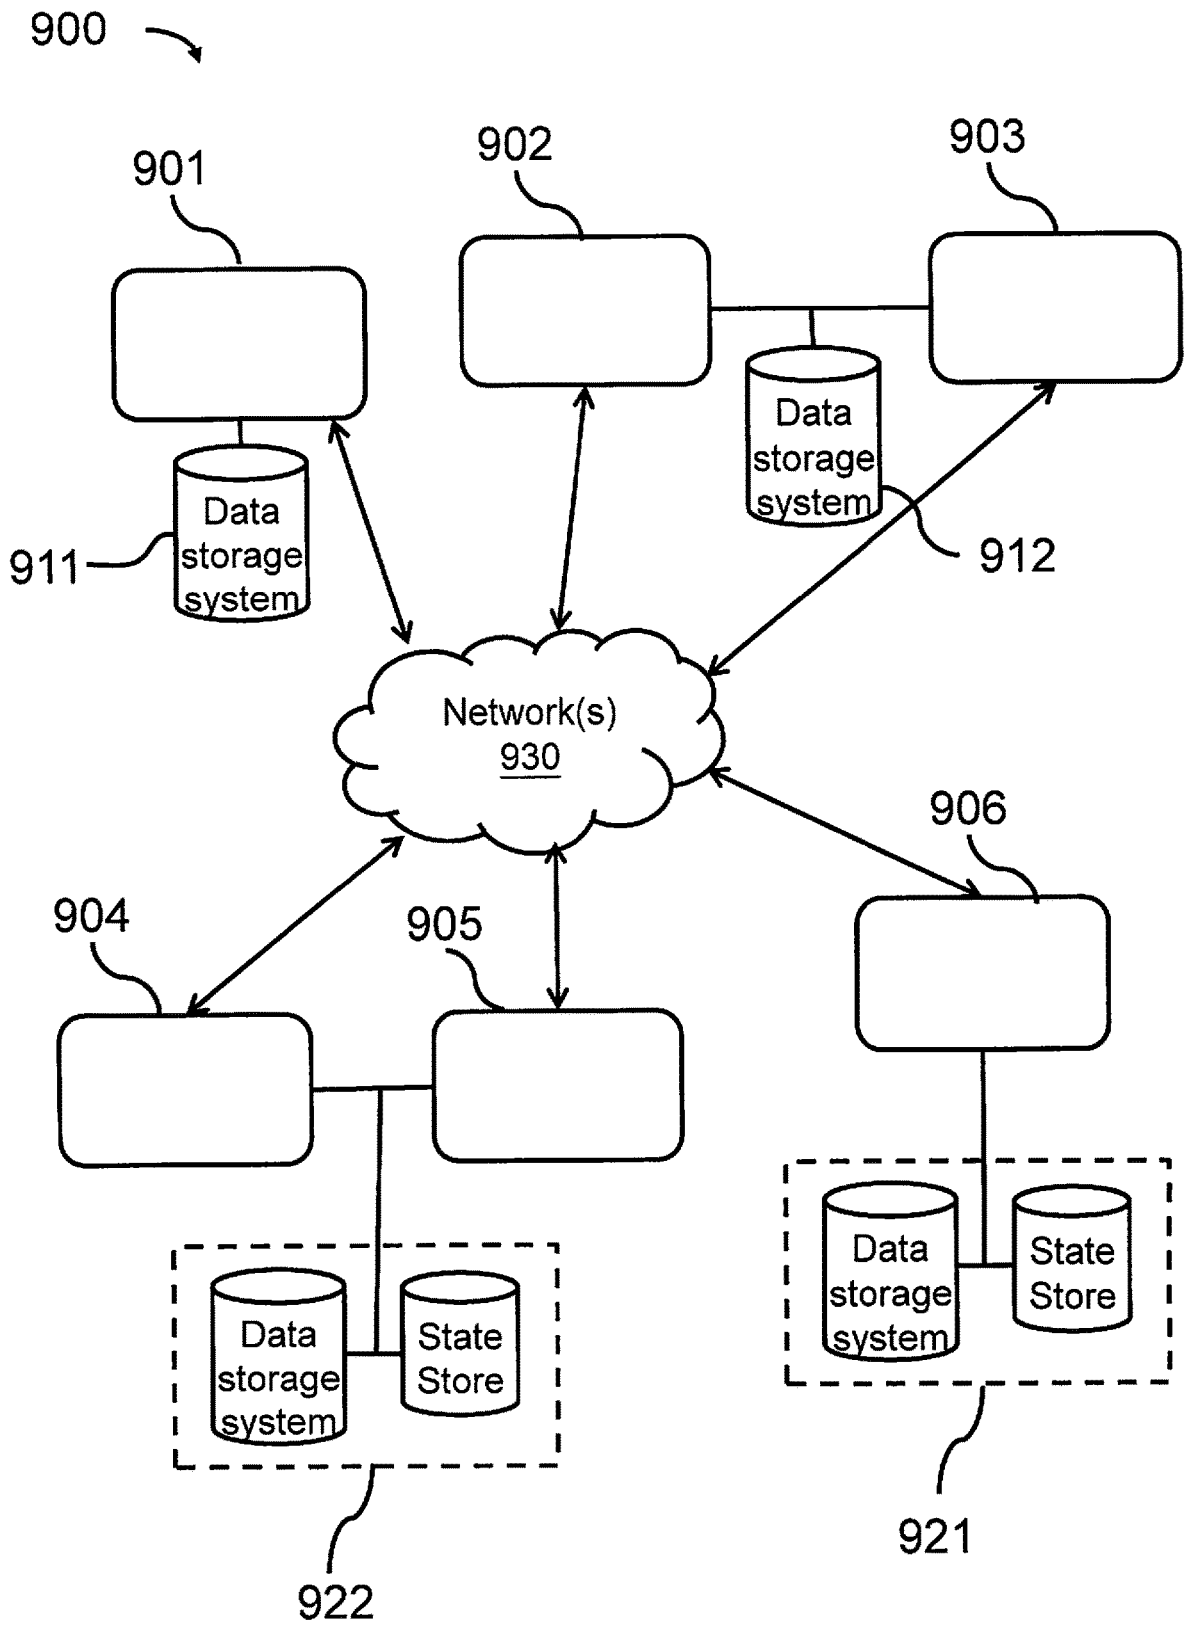 900
901
902
903
Data
storage
system
911
Data
storage
system
912
Network(s)
930
904
905
906
Data
storage
system
State
Store
922
Data
storage
system
State
Store
921